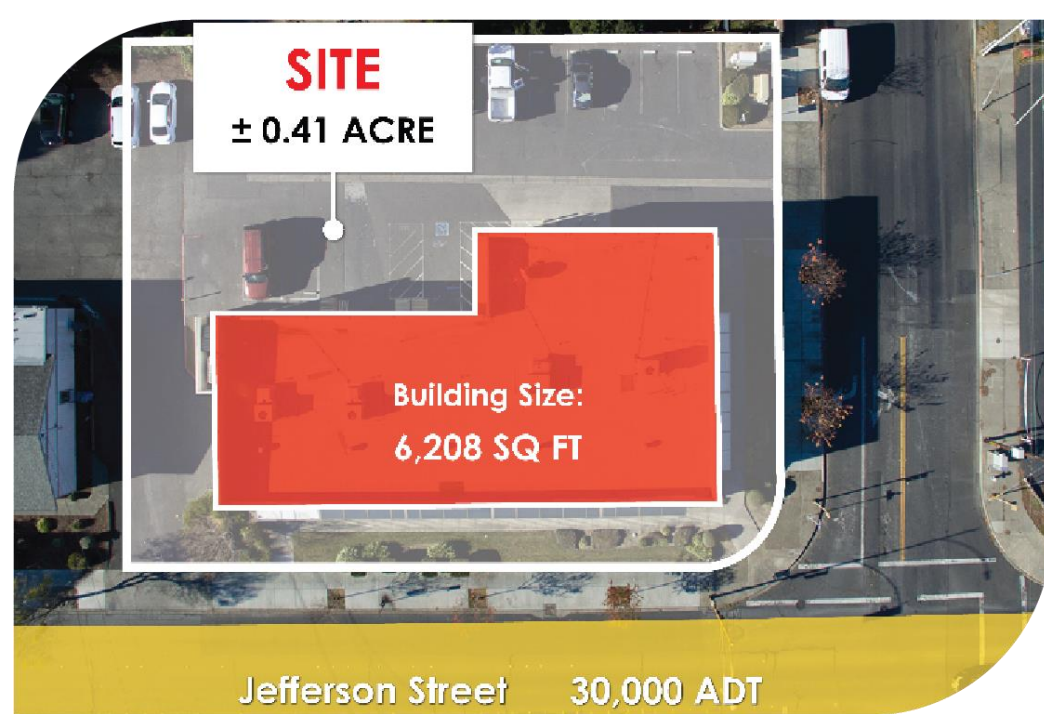 SITE
± 0.41 ACRE
Building Size:
6,208 SQ FT
Jefferson Street 30,000 ADT